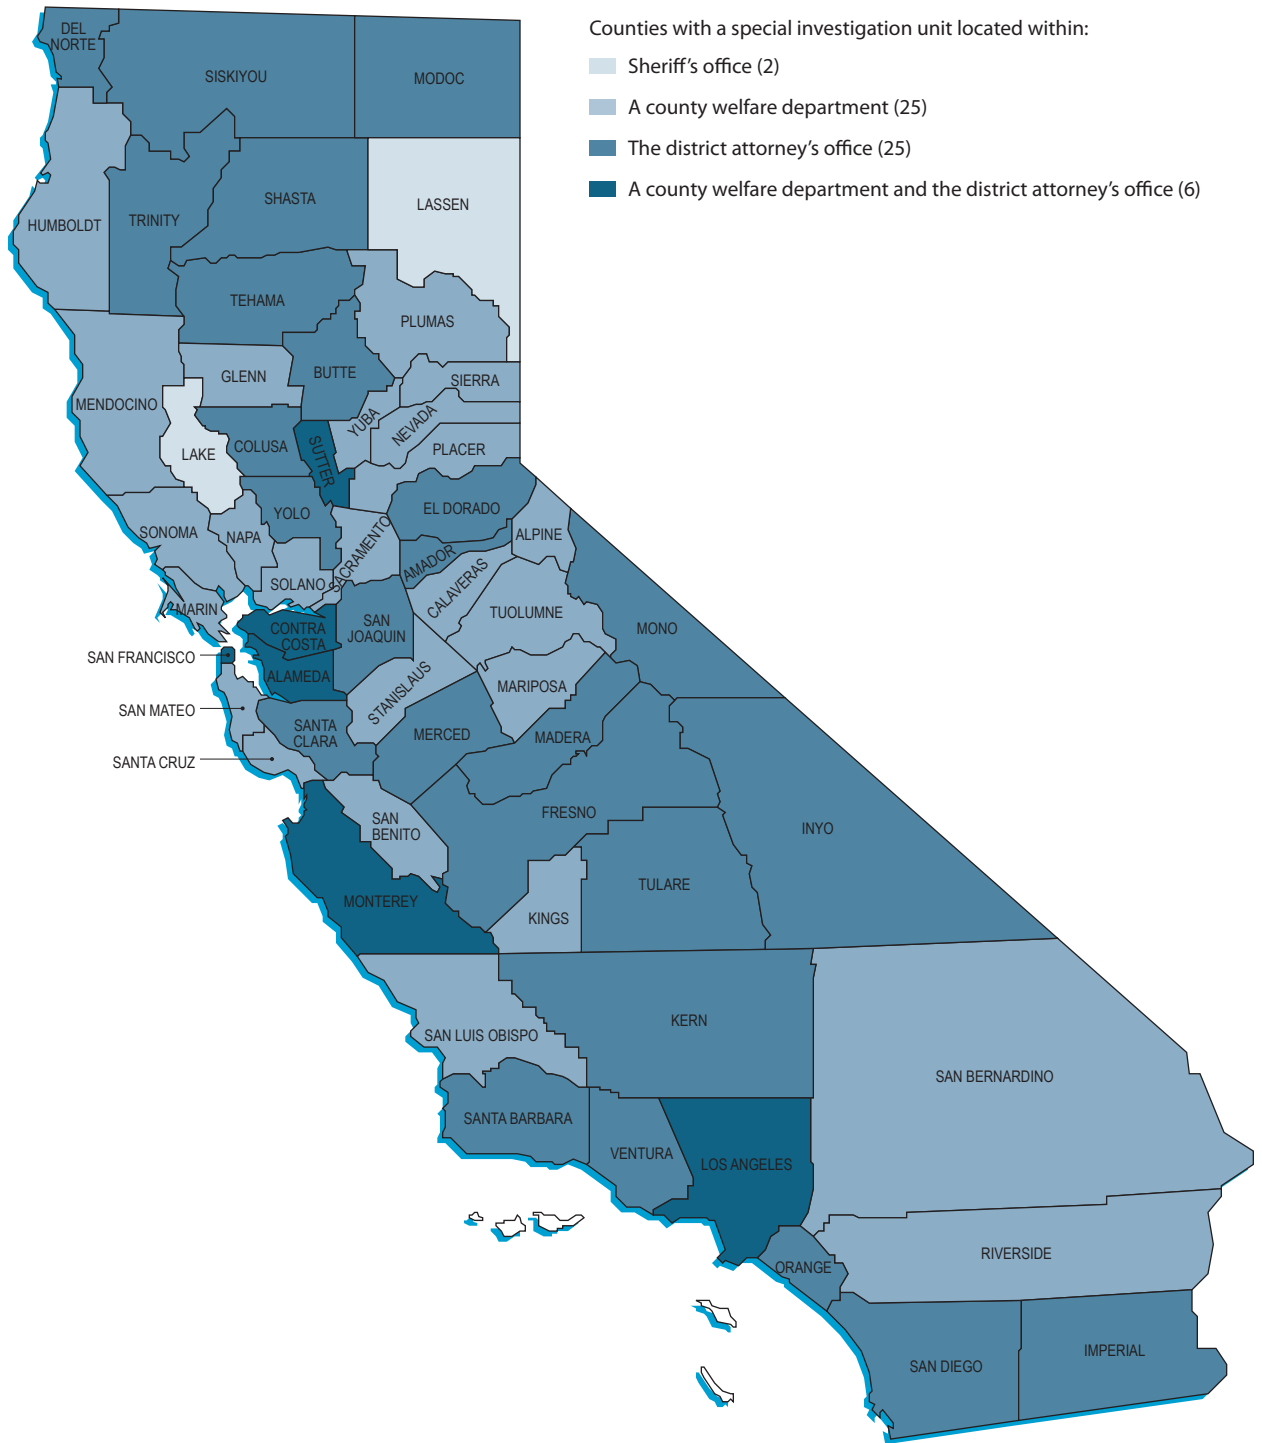 Counties with a special investigation unit located within:
Sheriff’s office (2)
A county welfare department (25)
The district attorney’s office (25)
A county welfare department and the district attorney’s office (6)
DEL
NORTE
SISKIYOU
MODOC
HUMBOLDT
TRINITY
SHASTA
LASSEN
TEHAMA
PLUMAS
GLENN
BUTTE
SIERRA
MENDOCINO
YUBA
NEVADA
LAKE
COLUSA
SUTTER
PLACER
SONOMA
NAPA
YOLO
EL DORADO
ALPINE
SACRAMENTO
AMADOR
SOLANO
CALAVERAS
MARIN
TUOLUMNE
CONTRA
COSTA
SAN
JOAQUIN
MONO
SAN FRANCISCO
ALAMEDA
STANISLAUS
MARIPOSA
SAN MATEO
SANTA
CLARA
MERCED
MADERA
SANTA CRUZ
SAN
BENITO
FRESNO
INYO
MONTEREY
KINGS
TULARE
SAN LUIS OBISPO
KERN
SAN BERNARDINO
SANTA BARBARA
VENTURA
LOS ANGELES
ORANGE
RIVERSIDE
SAN DIEGO
IMPERIAL